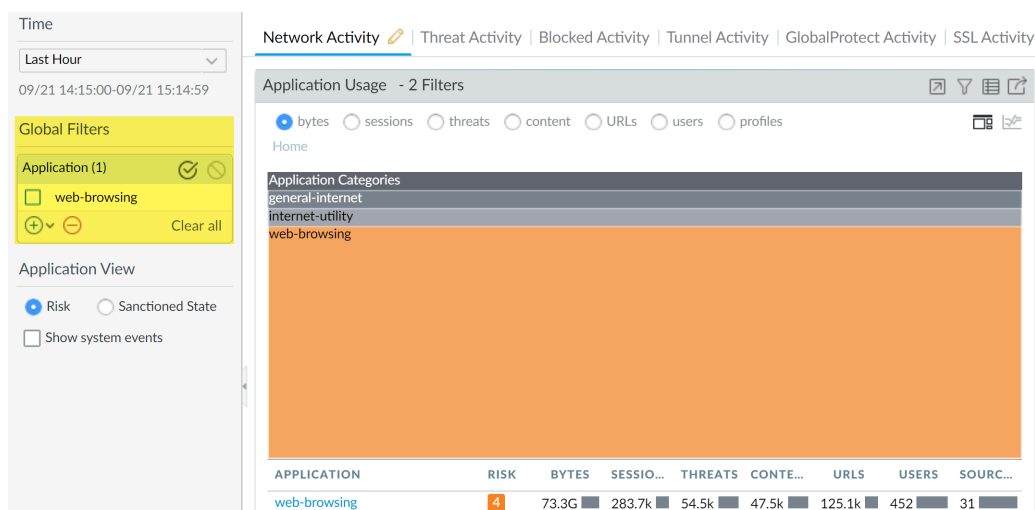 Time
Last Hour
09/21 14:15:00-09/21 15:14:59
Global Filters
Application (1)
web-browsing
Clear all
Application View
Risk Sanctioned State
Show system events
Network Activity Threat Activity Blocked Activity Tunnel Activity GlobalProtect Activity SSL Activity
Application Usage - 2 Filters
bytes sessions threats content URLs users profiles
Home
Application Categories
general-internet
internet-utility
web-browsing
APPLICATION RISK BYTES SESSIO... THREATS CONTE... URLS USERS SOURC...
web-browsing 4 73.3G 283.7k 54.5k 47.5k 125.1k 452 31